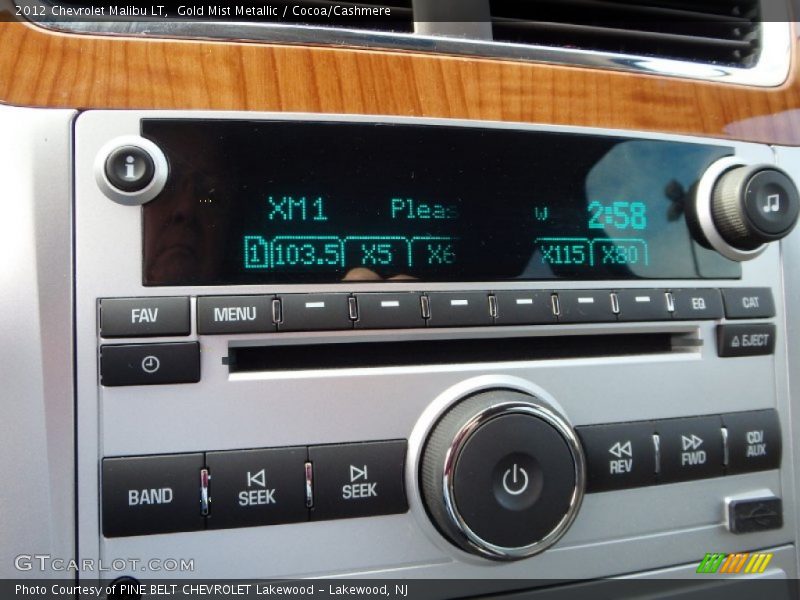 2012 Chevrolet Malibu LT,  Gold Mist Metallic / Cocoa/Cashmere
i
XM1 Pleas w 2:58
1 103.5 X5 X6 X115 X80
FAV MENU EQ CAT
EJECT
BAND SEEK SEEK REV FWD CD/AUX
GTCARLOT.COM
Photo Courtesy of PINE BELT CHEVROLET Lakewood - Lakewood, NJ